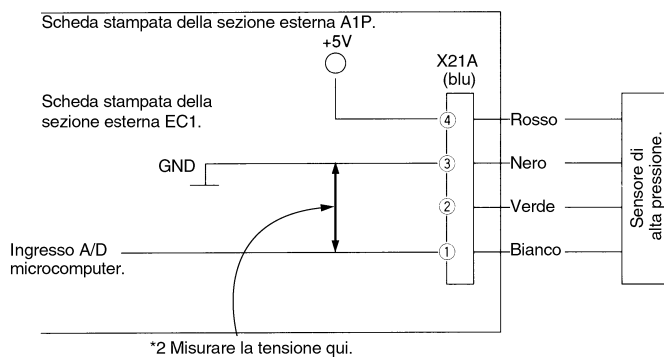 Scheda stampata della sezione esterna A1P.
+5V
X21A
(blu)
Scheda stampata della
sezione esterna EC1.
4
Rosso
GND
3
Nero
2
Verde
Ingresso A/D
microcomputer.
1
Bianco
Sensore di
alta pressione.
*2 Misurare la tensione qui.